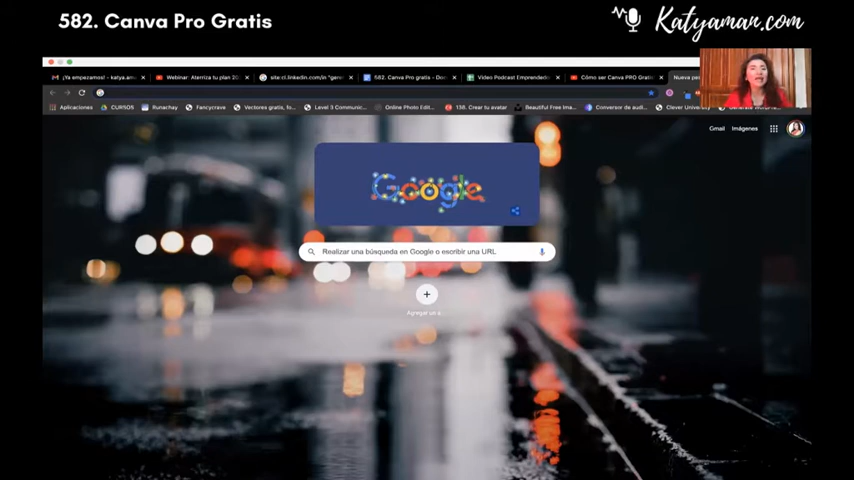 582. Canva Pro Gratis
Katyaman.com
¡Ya empezamos! - katya.am
Webinar: Aterriza tu plan 20
site:cl.linkedin.com/in "gere
582. Canva Pro gratis - Do
Video Podcast Emprended
Cómo ser Canva PRO Gratis
Nueva pe
Aplicaciones
CURSOS
Runachay
Fancycrave
Vectores gratis, fo...
Level 3 Communic...
Online Photo Edit...
138. Crear tu avatar
Beautiful Free Ima...
Conversor de audi...
Clever University
Gmail
Imágenes
Google
Realizar una búsqueda en Google o escribir una URL
Agregar un a...